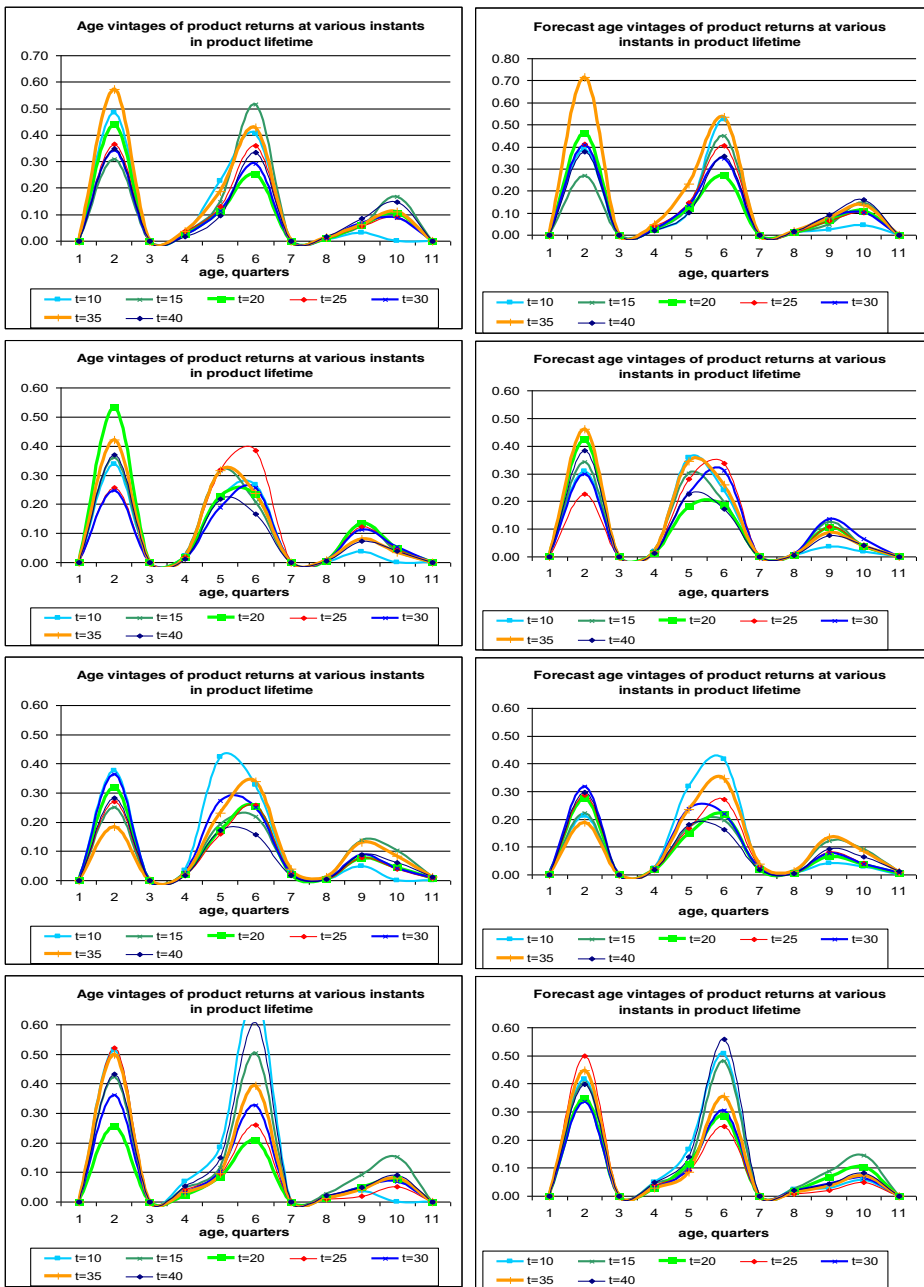 Age vintages of product returns at various instants
in product lifetime
0.70
0.60
0.50
0.40
0.30
0.20
0.10
0.00
1 2 3 4 5 6 7 8 9 10 11
age, quarters
t=10 t=15 t=20 t=25 t=30
t=35 t=40
Forecast age vintages of product returns at various
instants in product lifetime
0.80
0.70
0.60
0.50
0.40
0.30
0.20
0.10
0.00
1 2 3 4 5 6 7 8 9 10 11
age, quarters
t=10 t=15 t=20 t=25 t=30
t=35 t=40
Age vintages of product returns at various instants
in product lifetime
0.60
0.50
0.40
0.30
0.20
0.10
0.00
1 2 3 4 5 6 7 8 9 10 11
age, quarters
t=10 t=15 t=20 t=25 t=30
t=35 t=40
Forecast age vintages of product returns at various
instants in product lifetime
0.60
0.50
0.40
0.30
0.20
0.10
0.00
1 2 3 4 5 6 7 8 9 10 11
age, quarters
t=10 t=15 t=20 t=25 t=30
t=35 t=40
Age vintages of product returns at various instants
in product lifetime
0.60
0.50
0.40
0.30
0.20
0.10
0.00
1 2 3 4 5 6 7 8 9 10 11
age, quarters
t=10 t=15 t=20 t=25 t=30
t=35 t=40
Forecast age vintages of product returns at various
instants in product lifetime
0.60
0.50
0.40
0.30
0.20
0.10
0.00
1 2 3 4 5 6 7 8 9 10 11
age, quarters
t=10 t=15 t=20 t=25 t=30
t=35 t=40
Age vintages of product returns at various instants
in product lifetime
0.60
0.50
0.40
0.30
0.20
0.10
0.00
1 2 3 4 5 6 7 8 9 10 11
age, quarters
t=10 t=15 t=20 t=25 t=30
t=35 t=40
Forecast age vintages of product returns at various
instants in product lifetime
0.60
0.50
0.40
0.30
0.20
0.10
0.00
1 2 3 4 5 6 7 8 9 10 11
age, quarters
t=10 t=15 t=20 t=25 t=30
t=35 t=40